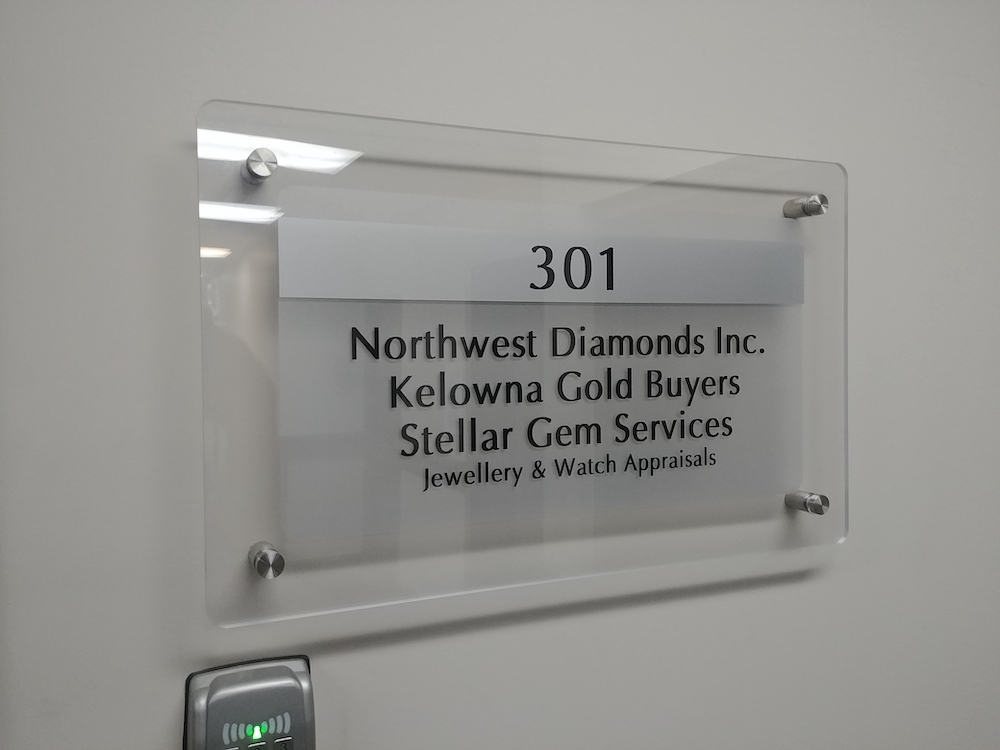 301
Northwest Diamonds Inc.
Kelowna Gold Buyers
Stellar Gem Services
Jewellery & Watch Appraisals